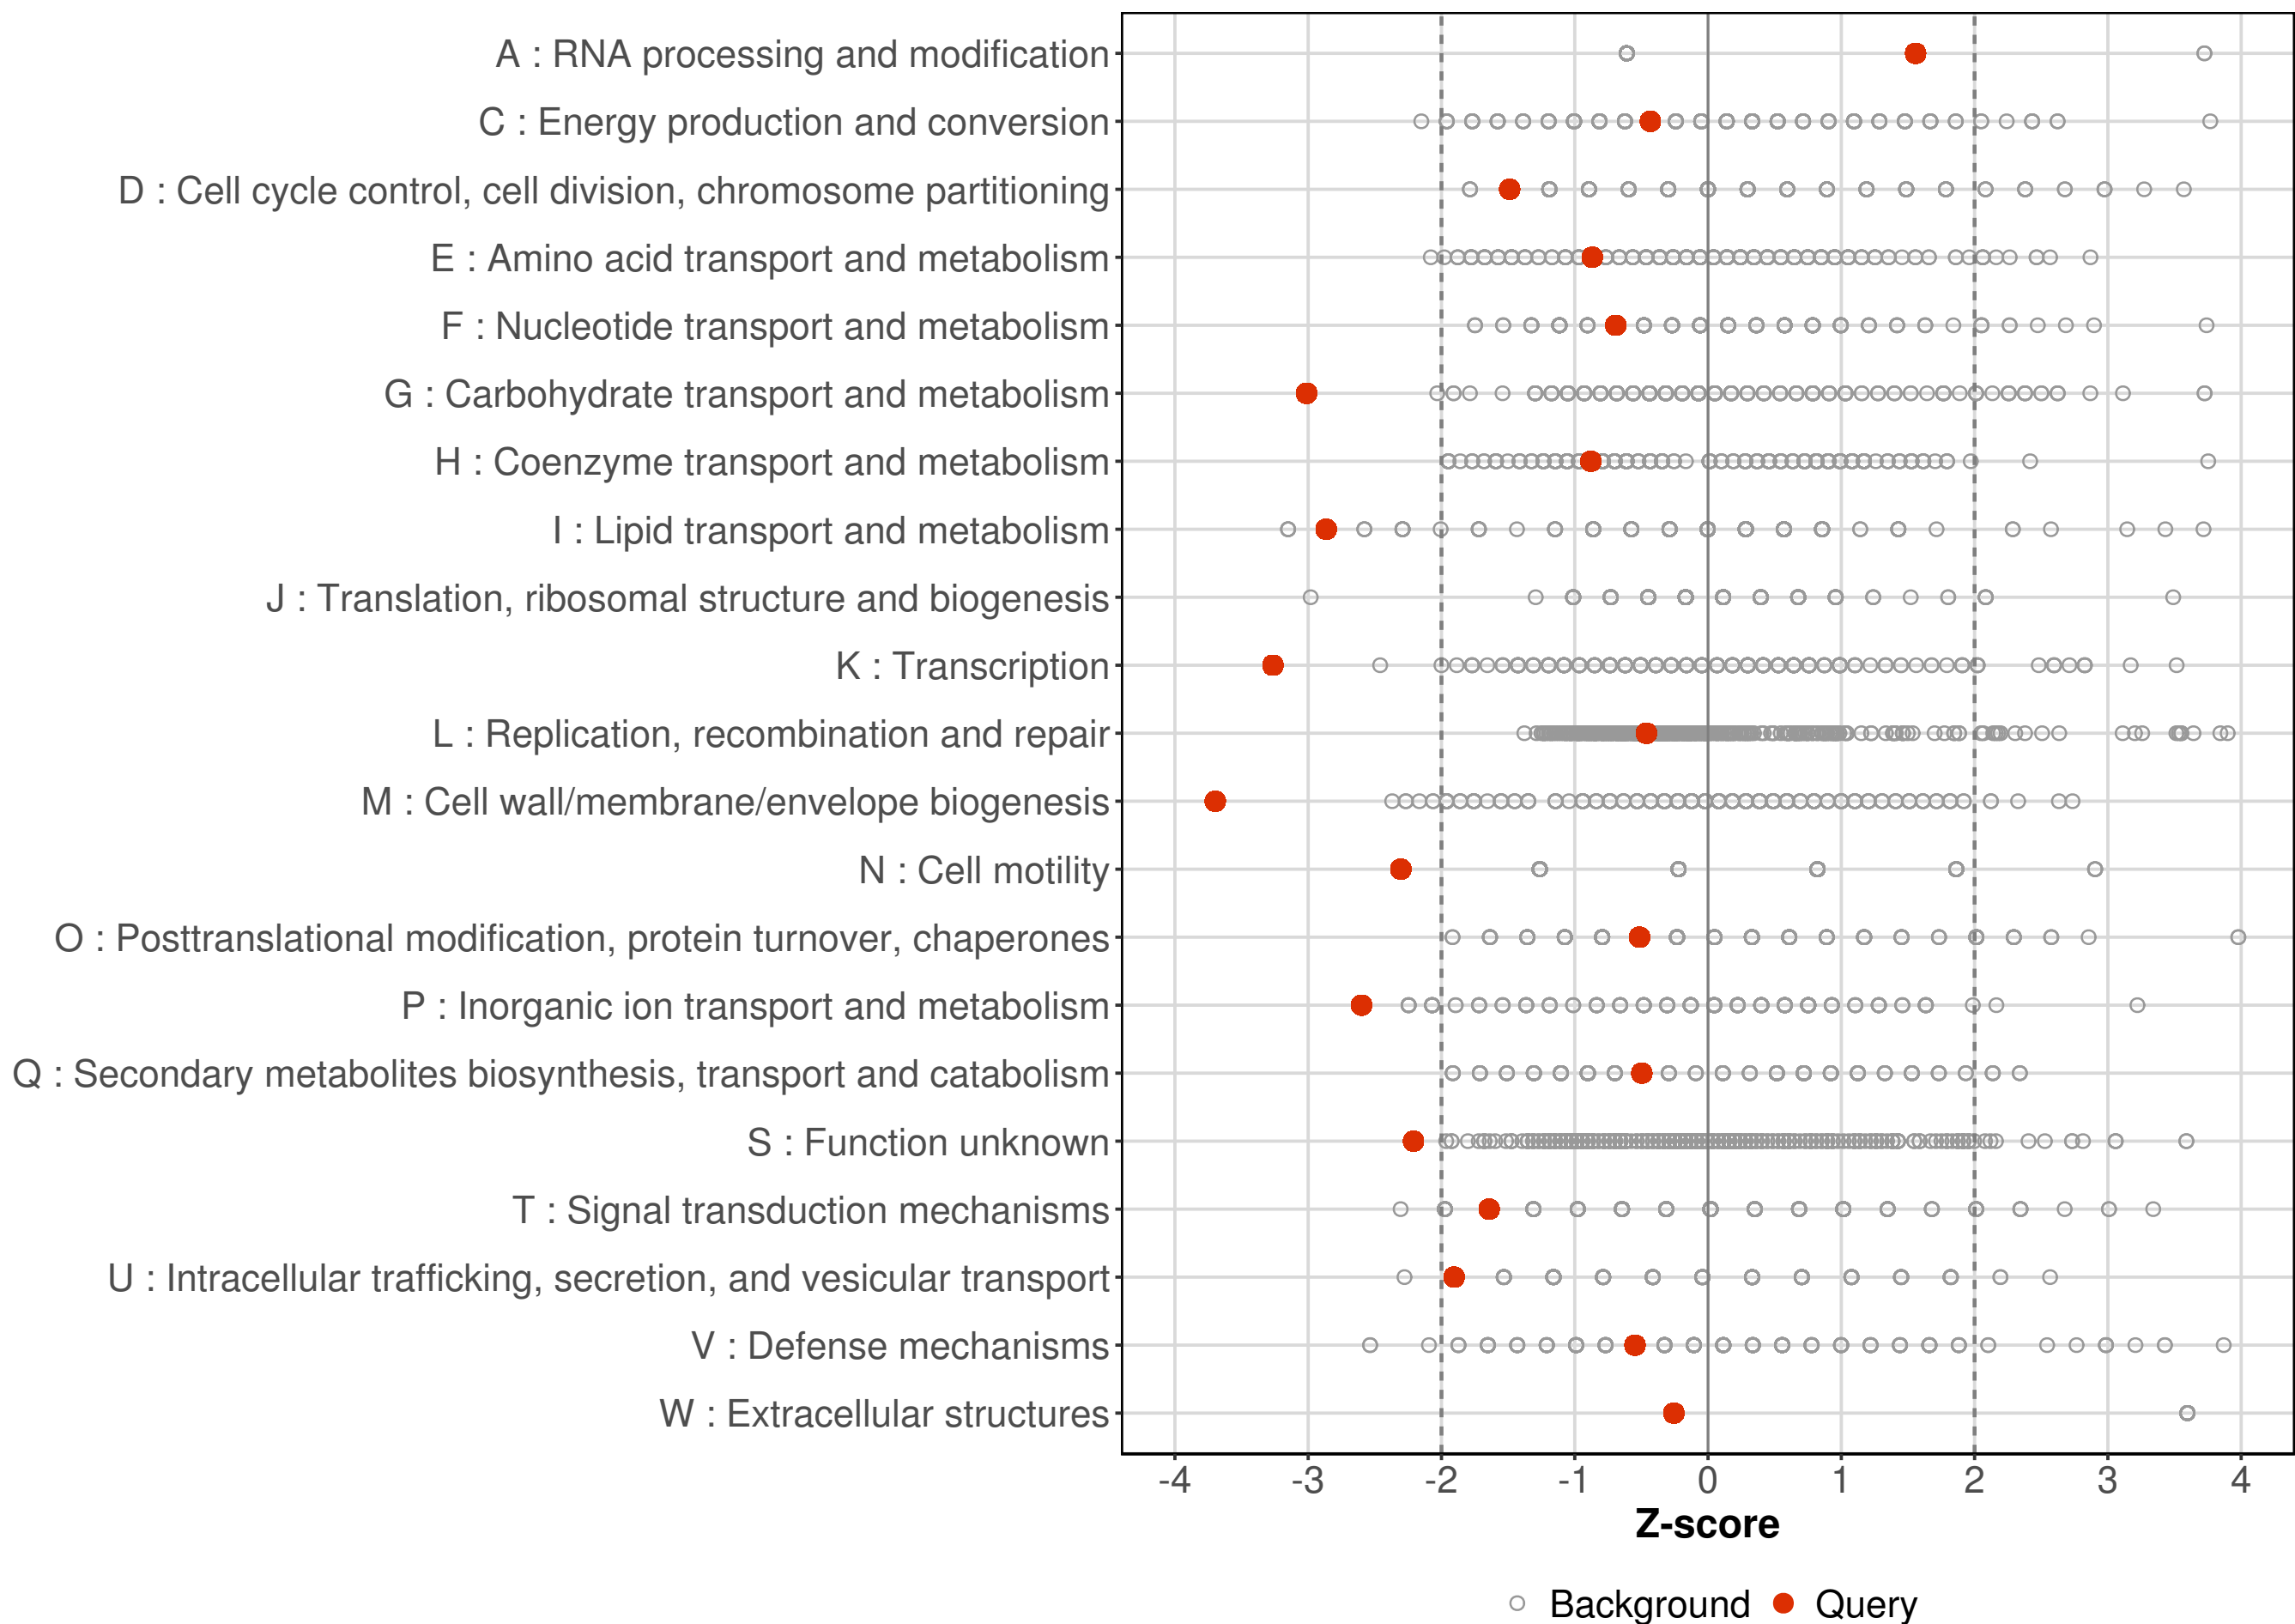 A : RNA processing and modification
C : Energy production and conversion
D : Cell cycle control, cell division, chromosome partitioning
E : Amino acid transport and metabolism
F : Nucleotide transport and metabolism
G : Carbohydrate transport and metabolism
H : Coenzyme transport and metabolism
I : Lipid transport and metabolism
J : Translation, ribosomal structure and biogenesis
K : Transcription
L : Replication, recombination and repair
M : Cell wall/membrane/envelope biogenesis
N : Cell motility
O : Posttranslational modification, protein turnover, chaperones
P : Inorganic ion transport and metabolism
Q : Secondary metabolites biosynthesis, transport and catabolism
S : Function unknown
T : Signal transduction mechanisms
U : Intracellular trafficking, secretion, and vesicular transport
V : Defense mechanisms
W : Extracellular structures
-4 -3 -2 -1 0 1 2 3 4
Z-score
Background Query